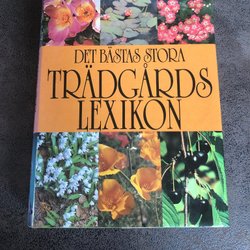 DET BÄSTAS STORA
TRÄDGÅRDS
LEXIKON